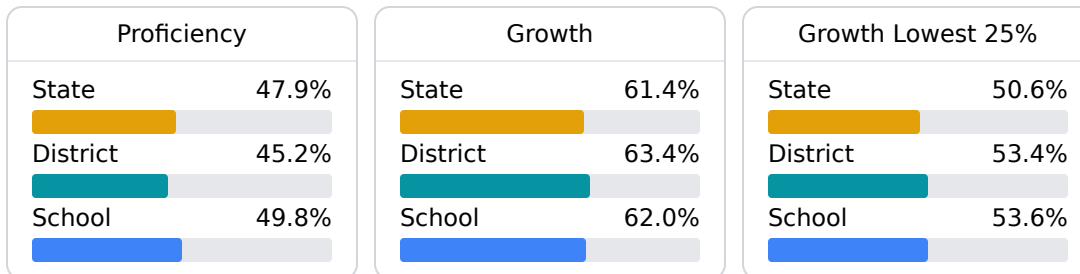 Proficiency
State 47.9%
District 45.2%
School 49.8%
Growth
State 61.4%
District 63.4%
School 62.0%
Growth Lowest 25%
State 50.6%
District 53.4%
School 53.6%